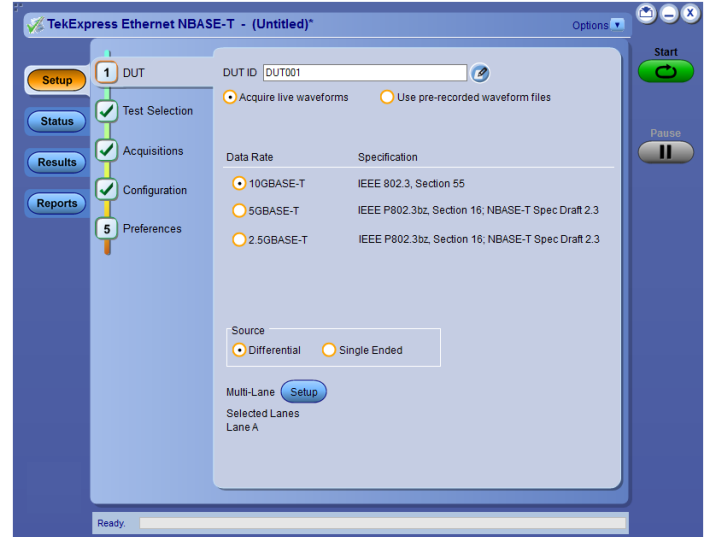 TekExpress Ethernet NBASE-T - (Untitled)*
Options
Start
Pause
Setup
Status
Results
Reports
1 DUT
Test Selection
Acquisitions
Configuration
5 Preferences
DUT ID DUT001
Acquire live waveforms Use pre-recorded waveform files
Data Rate Specification
10GBASE-T IEEE 802.3, Section 55
5GBASE-T IEEE P802.3bz, Section 16; NBASE-T Spec Draft 2.3
2.5GBASE-T IEEE P802.3bz, Section 16; NBASE-T Spec Draft 2.3
Source
Differential Single Ended
Multi-Lane Setup
Selected Lanes
Lane A
Ready.